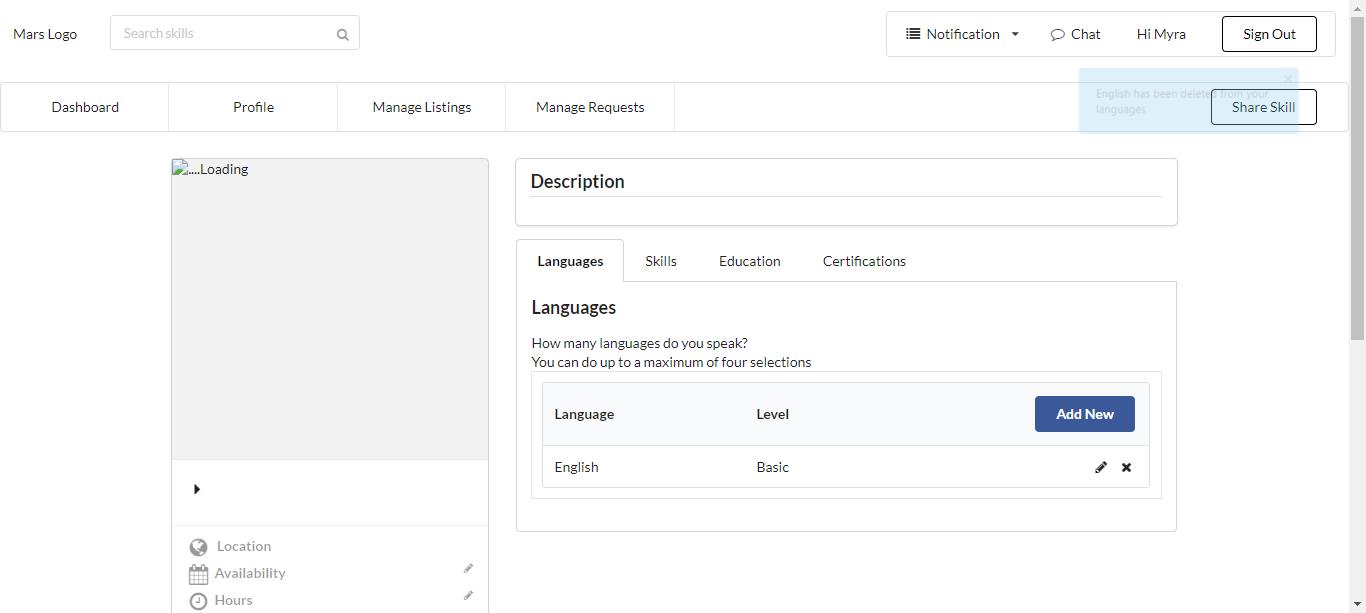 Mars Logo
Search skills
Notification
Chat
Hi Myra
Sign Out
Dashboard
Profile
Manage Listings
Manage Requests
English has been deleted from your
languages
Share Skill
....Loading
Description
Languages
Skills
Education
Certifications
Languages
How many languages do you speak?
You can do up to a maximum of four selections
Language
Level
Add New
English
Basic
Location
Availability
Hours